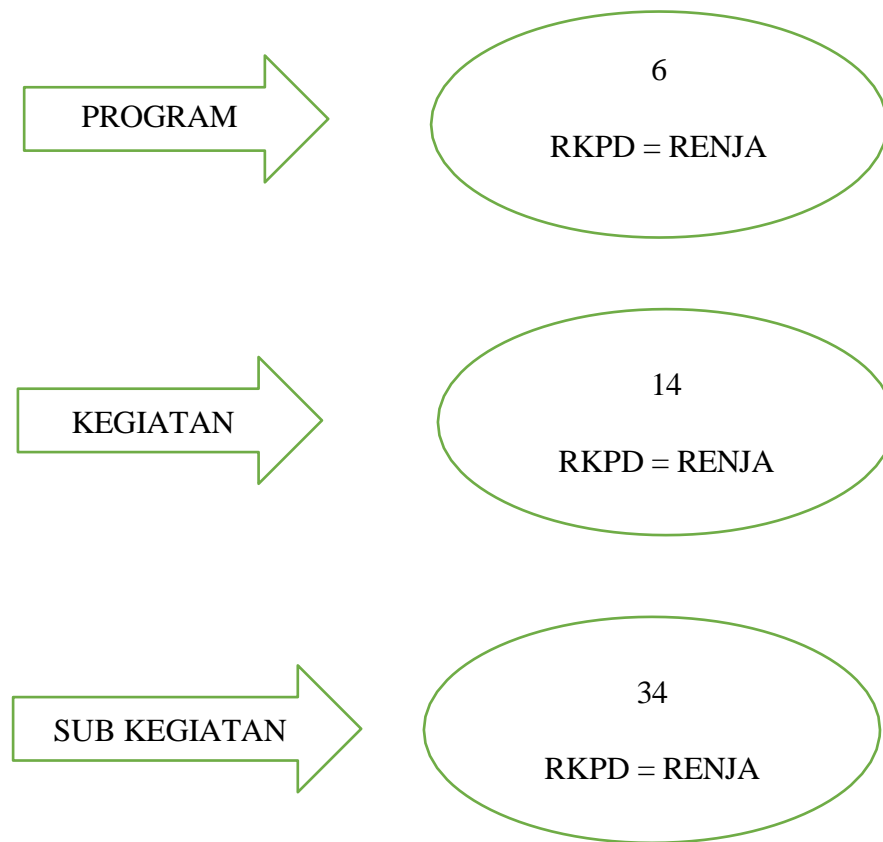 PROGRAM
6
RKPD = RENJA
KEGIATAN
14
RKPD = RENJA
SUB KEGIATAN
34
RKPD = RENJA